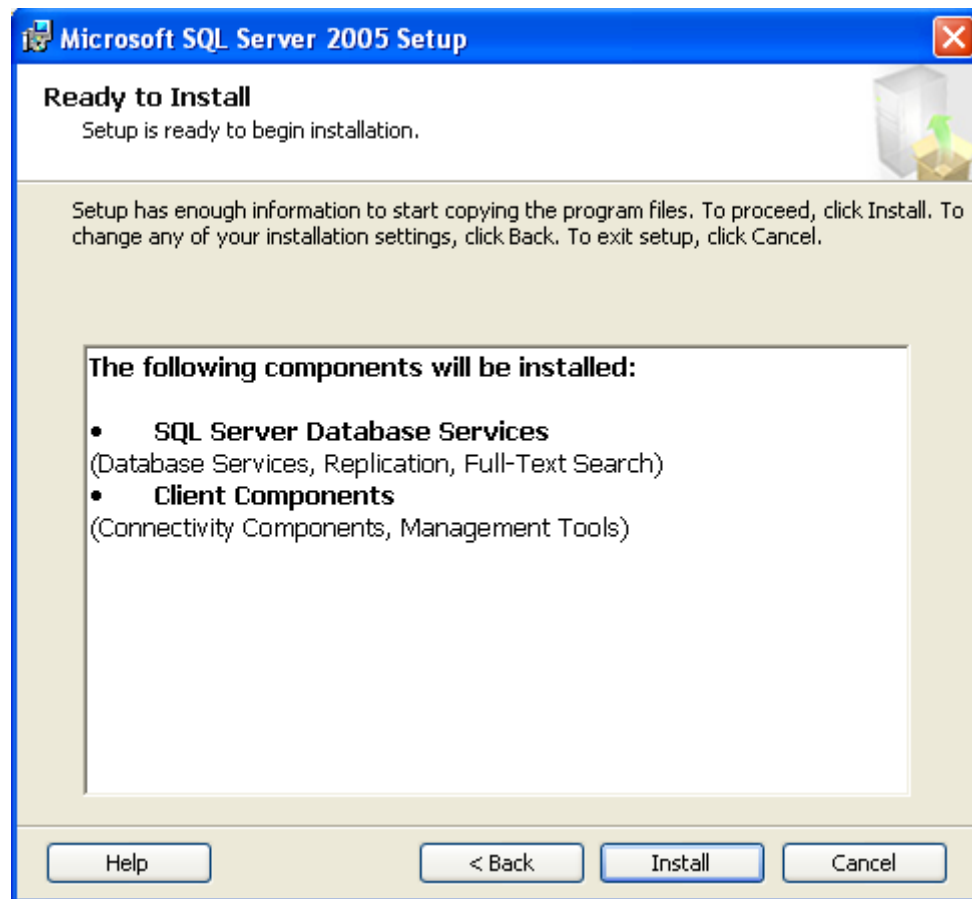 Microsoft SQL Server 2005 Setup
Ready to Install
Setup is ready to begin installation.
Setup has enough information to start copying the program files. To proceed, click Install. To
change any of your installation settings, click Back. To exit setup, click Cancel.
The following components will be installed:
• SQL Server Database Services
(Database Services, Replication, Full-Text Search)
• Client Components
(Connectivity Components, Management Tools)
Help < Back Install Cancel